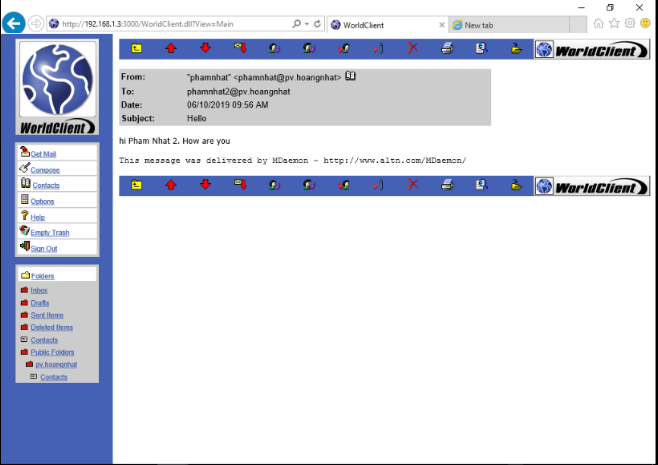 http://192.168.1.3:3000/WorldClient.dll?View=Main
WorldClient
New tab
WorldClient
From: "phamnhat" <phamnhat@pv.hoangnhat>
To: phamnhat2@pv.hoangnhat
Date: 06/10/2019 09:56 AM
Subject: Hello
hi Pham Nhat 2. How are you
This message was delivered by MDaemon - http://www.altn.com/MDaemon/
WorldClient
WorldClient
Get Mail
Compose
Contacts
Options
Help
Empty Trash
Sign Out
Folders
Inbox
Drafts
Sent Items
Deleted Items
Contacts
Public Folders
pv.hoangnhat
Contacts